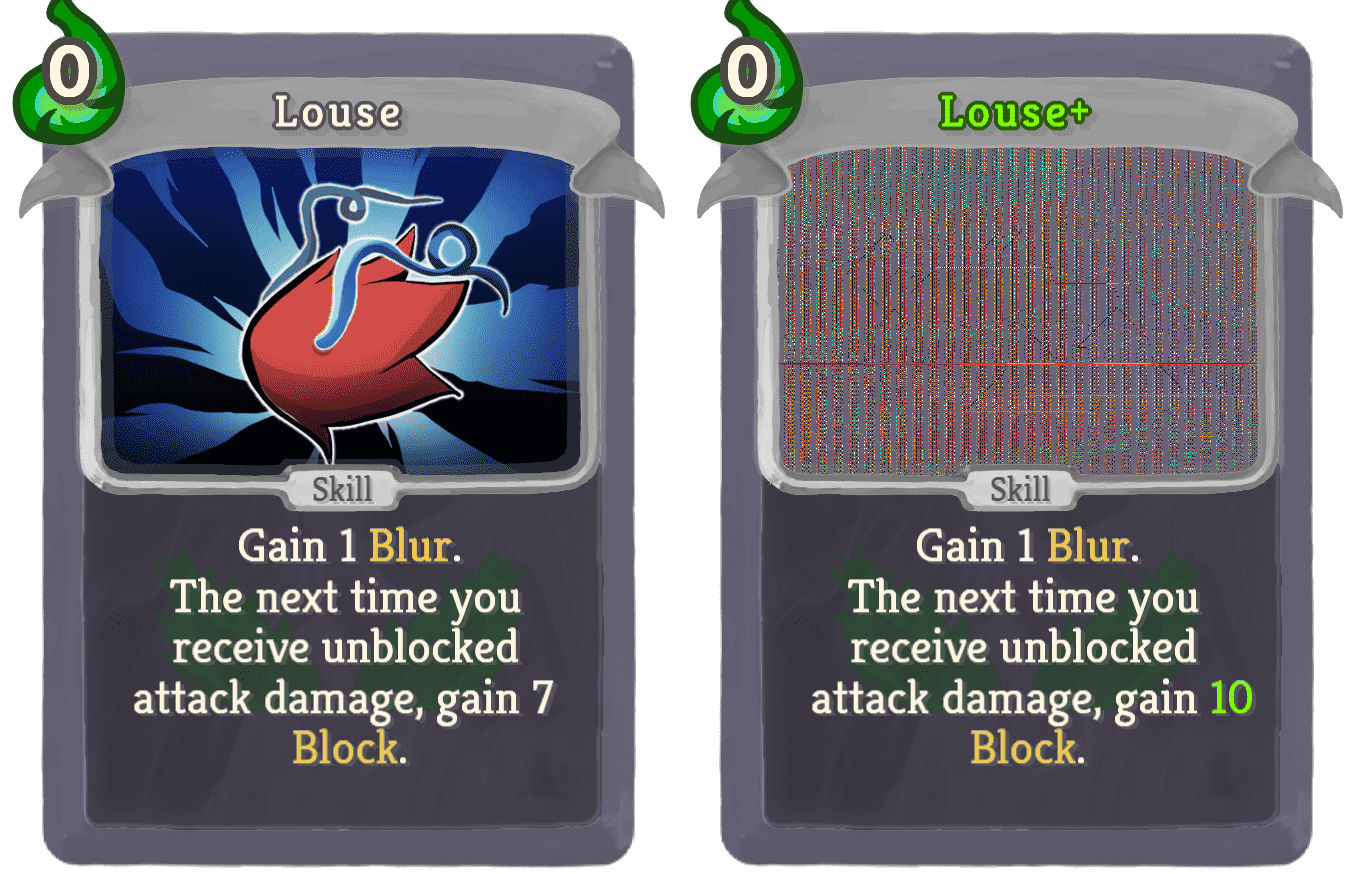 0
Louse
Skill
Gain 1 Blur.
The next time you
receive unblocked
attack damage, gain 7
Block.
0
Louse+
Skill
Gain 1 Blur.
The next time you
receive unblocked
attack damage, gain 10
Block.